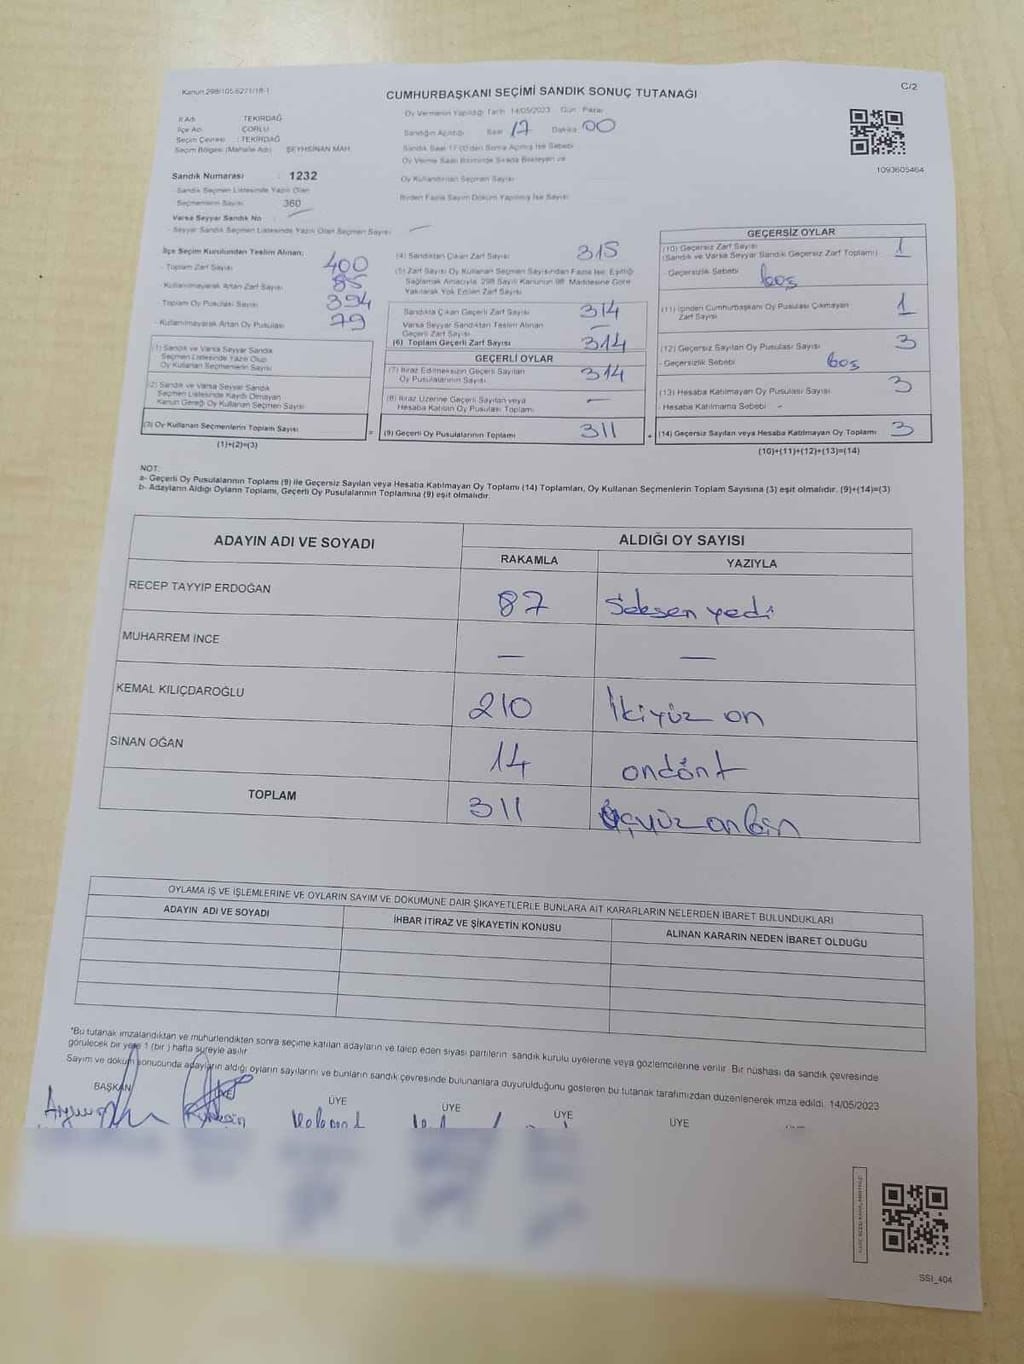 Kanun 298/105-6271/18-1
CUMHURBAŞKANI SEÇİMİ SANDIK SONUÇ TUTANAĞI
C/2
Oy Vermenin Yapıldığı Tarih 14/05/2023 Gün Pazar
İl Adı TEKİRDAĞ
İlçe Adı ÇORLU
Seçim Çevresi : TEKİRDAĞ
Seçim Bölgesi (Mahalle Adı) ŞEYHSİNAN MAH.
Sandığın Açıldığı Saat 17 Dakika 00
Sandık Saat 17:00'den Sonra Açılmış İse Sebebi
Oy Verme Saati Bitiminde Sırada Bekleyen ve
Oy Kullandırılan Seçmen Sayısı
Birden Fazla Sayım Döküm Yapılmış İse Sayısı
1093605464
Sandık Numarası : 1232
Sandık Seçmen Listesinde Yazılı Olan
Seçmenlerin Sayısı 360
Varsa Seyyar Sandık No :
- Seyyar Sandık Seçmen Listesinde Yazılı Olan Seçmen Sayısı —
İlçe Seçim Kurulundan Teslim Alınan;
- Toplam Zarf Sayısı 400
- Kullanılmayarak Artan Zarf Sayısı 85
- Toplam Oy Pusulası Sayısı 394
- Kullanılmayarak Artan Oy Pusulası 79
(1) Sandık ve Varsa Seyyar Sandık
Seçmen Listesinde Yazılı Olup
Oy Kullanan Seçmen Sayısı
(2) Sandık ve Varsa Seyyar Sandık
Seçmen Listesinde Kaydı Olmayan
Kanun Gereği Oy Kullanan Seçmen Sayısı
(3) Oy Kullanan Seçmenlerin Toplam Sayısı
(1)+(2)=(3)
(4) Sandıktan Çıkan Zarf Sayısı 315
(5) Zarf Sayısı Oy Kullanan Seçmen Sayısından Fazla İse, Eşitliği
Sağlamak Amacıyla, 298 Sayılı Kanunun 98. Maddesine Göre
Yakılarak Yok Edilen Zarf Sayısı
Sandıkta Çıkan Geçerli Zarf Sayısı 314
Varsa Seyyar Sandıktan Teslim Alınan
Geçerli Zarf Sayısı —
(6) Toplam Geçerli Zarf Sayısı 314
GEÇERLİ OYLAR
(7) İtiraz Edilmeksizin Geçerli Sayılan
Oy Pusulalarının Sayısı 314
(8) İtiraz Üzerine Geçerli Sayılan veya
Hesaba Katılan Oy Pusulası Toplamı —
= (9) Geçerli Oy Pusulalarının Toplamı 311
GEÇERSİZ OYLAR
(10) Geçersiz Zarf Sayısı
(Sandık ve Varsa Seyyar Sandık Geçersiz Zarf Toplamı) 1
- Geçersizlik Sebebi boş
(11) İçinden Cumhurbaşkanı Oy Pusulası Çıkmayan
Zarf Sayısı 1
(12) Geçersiz Sayılan Oy Pusulası Sayısı 3
- Geçersizlik Sebebi boş
(13) Hesaba Katılmayan Oy Pusulası Sayısı 3
- Hesaba Katılmama Sebebi -
+ (14) Geçersiz Sayılan veya Hesaba Katılmayan Oy Toplamı 3
(10)+(11)+(12)+(13)=(14)
NOT:
a- Geçerli Oy Pusulalarının Toplamı (9) ile Geçersiz Sayılan veya Hesaba Katılmayan Oy Toplamı (14) Toplamları, Oy Kullanan Seçmenlerin Toplam Sayısına (3) eşit olmalıdır. (9)+(14)=(3)
b- Adayların Aldığı Oyların Toplamı, Geçerli Oy Pusulalarının Toplamına (9) eşit olmalıdır.
ADAYIN ADI VE SOYADI ALDIĞI OY SAYISI
RAKAMLA YAZIYLA
RECEP TAYYİP ERDOĞAN 87 Seksen yedi
MUHARREM İNCE — —
KEMAL KILIÇDAROĞLU 210 İkiyüz on
SİNAN OĞAN 14 ondört
TOPLAM 311 üçyüz onbir
OYLAMA İŞ VE İŞLEMLERİNE VE OYLARIN SAYIM VE DÖKÜMÜNE DAİR ŞİKAYETLERLE BUNLARA AİT KARARLARIN NELERDEN İBARET BULUNDUKLARI
ADAYIN ADI VE SOYADI İHBAR İTİRAZ VE ŞİKAYETİN KONUSU ALINAN KARARIN NEDEN İBARET OLDUĞU
*Bu tutanak imzalandıktan ve mühürlendikten sonra seçime katılan adayların ve talep eden siyasi partilerin sandık kurulu üyelerine veya gözlemcilerine verilir. Bir nüshası da sandık çevresinde
görülecek bir yere 1 (bir) hafta süreyle asılır.
Sayım ve döküm sonucunda adayların aldığı oyların sayılarını ve bunların sandık çevresinde bulunanlara duyurulduğunu gösteren bu tutanak tarafımızdan düzenlenerek imza edildi. 14/05/2023
BAŞKAN ÜYE ÜYE ÜYE ÜYE
SSI_404